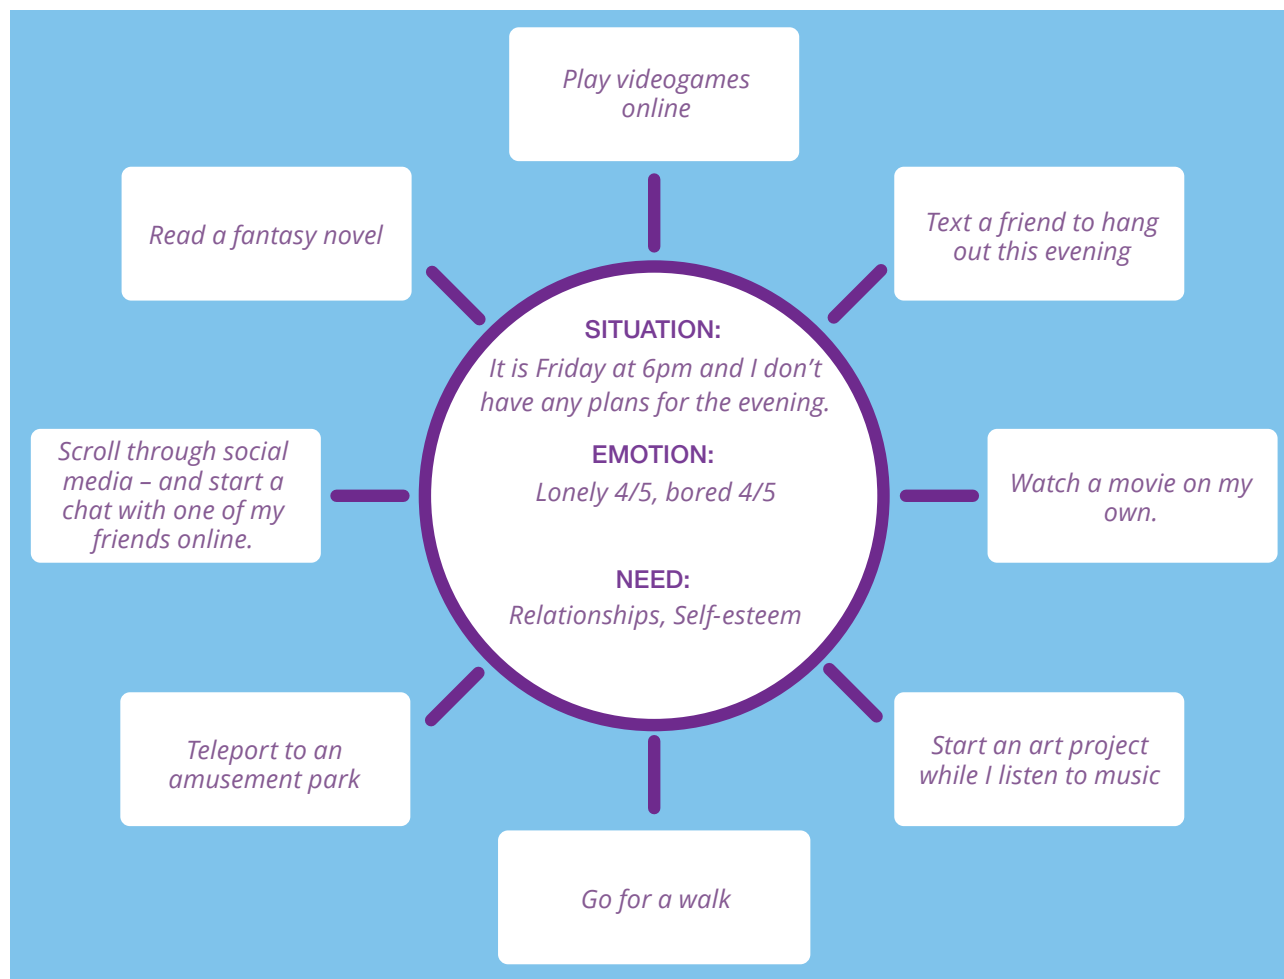 Play videogames
online
Read a fantasy novel
Text a friend to hang
out this evening
SITUATION:
It is Friday at 6pm and I don’t
have any plans for the evening.
EMOTION:
Lonely 4/5, bored 4/5
NEED:
Relationships, Self-esteem
Scroll through social
media – and start a
chat with one of my
friends online.
Watch a movie on my
own.
Teleport to an
amusement park
Start an art project
while I listen to music
Go for a walk